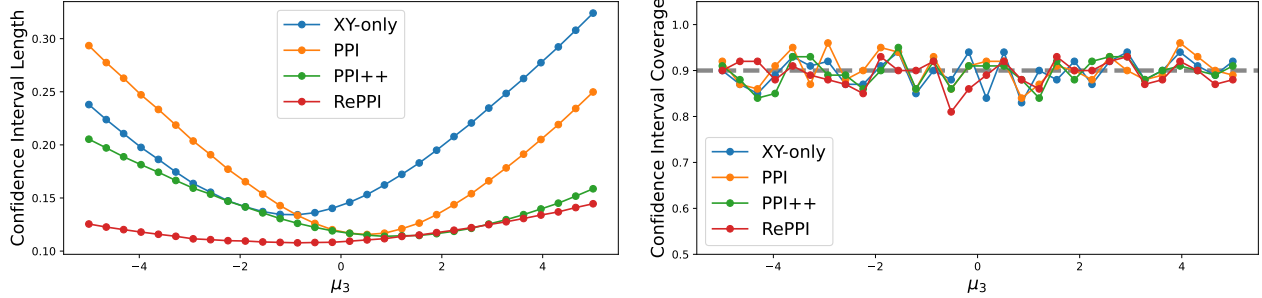 Confidence Interval Length
0.30
0.25
0.20
0.15
0.10
−4
−2
0
2
4
μ3
XY-only
PPI
PPI++
RePPI
Confidence Interval Coverage
1.0
0.9
0.8
0.7
0.6
0.5
−4
−2
0
2
4
μ3
XY-only
PPI
PPI++
RePPI